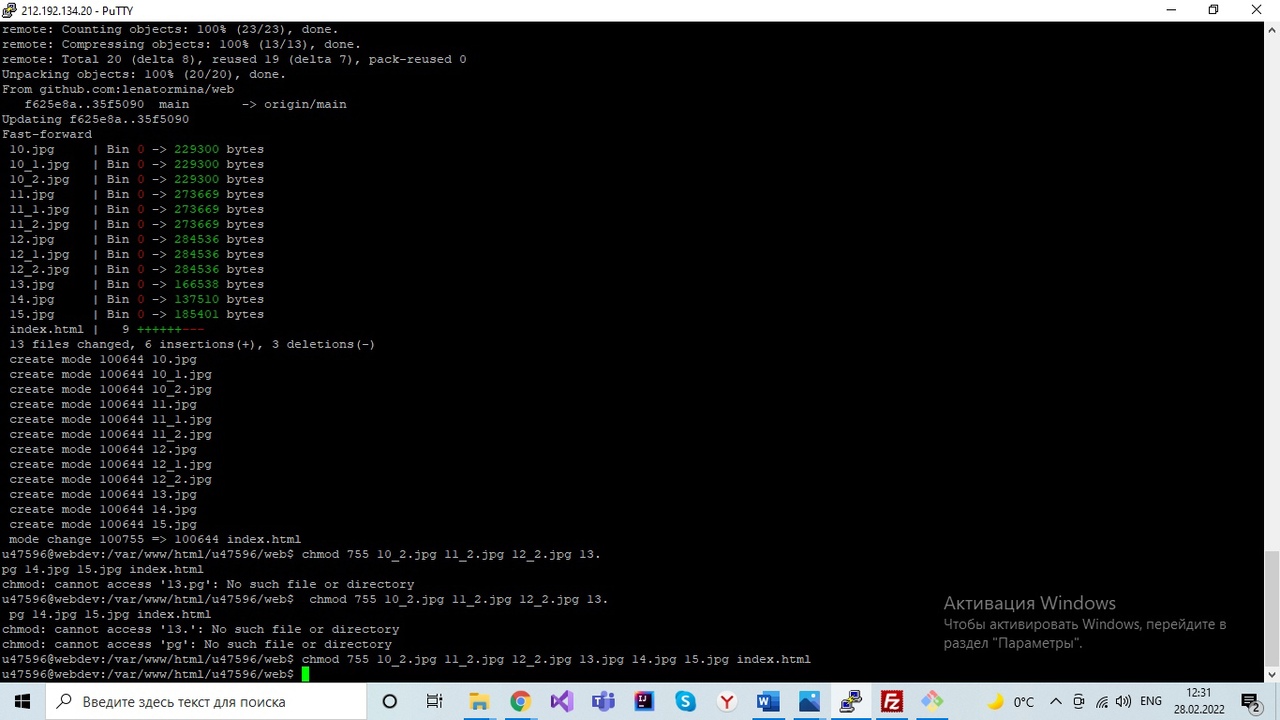 212.192.134.20 - PuTTY
remote: Counting objects: 100% (23/23), done.
remote: Compressing objects: 100% (13/13), done.
remote: Total 20 (delta 8), reused 19 (delta 7), pack-reused 0
Unpacking objects: 100% (20/20), done.
From github.com:lenatormina/web
   f625e8a..35f5090  main       -> origin/main
Updating f625e8a..35f5090
Fast-forward
 10.jpg     | Bin 0 -> 229300 bytes
 10_1.jpg   | Bin 0 -> 229300 bytes
 10_2.jpg   | Bin 0 -> 229300 bytes
 11.jpg     | Bin 0 -> 273669 bytes
 11_1.jpg   | Bin 0 -> 273669 bytes
 11_2.jpg   | Bin 0 -> 273669 bytes
 12.jpg     | Bin 0 -> 284536 bytes
 12_1.jpg   | Bin 0 -> 284536 bytes
 12_2.jpg   | Bin 0 -> 284536 bytes
 13.jpg     | Bin 0 -> 166538 bytes
 14.jpg     | Bin 0 -> 137510 bytes
 15.jpg     | Bin 0 -> 185401 bytes
 index.html |   9 ++++++---
 13 files changed, 6 insertions(+), 3 deletions(-)
 create mode 100644 10.jpg
 create mode 100644 10_1.jpg
 create mode 100644 10_2.jpg
 create mode 100644 11.jpg
 create mode 100644 11_1.jpg
 create mode 100644 11_2.jpg
 create mode 100644 12.jpg
 create mode 100644 12_1.jpg
 create mode 100644 12_2.jpg
 create mode 100644 13.jpg
 create mode 100644 14.jpg
 create mode 100644 15.jpg
 mode change 100755 => 100644 index.html
u47596@webdev:/var/www/html/u47596/web$ chmod 755 10_2.jpg 11_2.jpg 12_2.jpg 13.
pg 14.jpg 15.jpg index.html
chmod: cannot access '13.pg': No such file or directory
u47596@webdev:/var/www/html/u47596/web$  chmod 755 10_2.jpg 11_2.jpg 12_2.jpg 13.
 pg 14.jpg 15.jpg index.html
chmod: cannot access '13.': No such file or directory
chmod: cannot access 'pg': No such file or directory
u47596@webdev:/var/www/html/u47596/web$ chmod 755 10_2.jpg 11_2.jpg 12_2.jpg 13.jpg 14.jpg 15.jpg index.html
u47596@webdev:/var/www/html/u47596/web$
Активация Windows
Чтобы активировать Windows, перейдите в
раздел "Параметры".
Введите здесь текст для поиска
0°C
ENG
12:31
28.02.2022
2